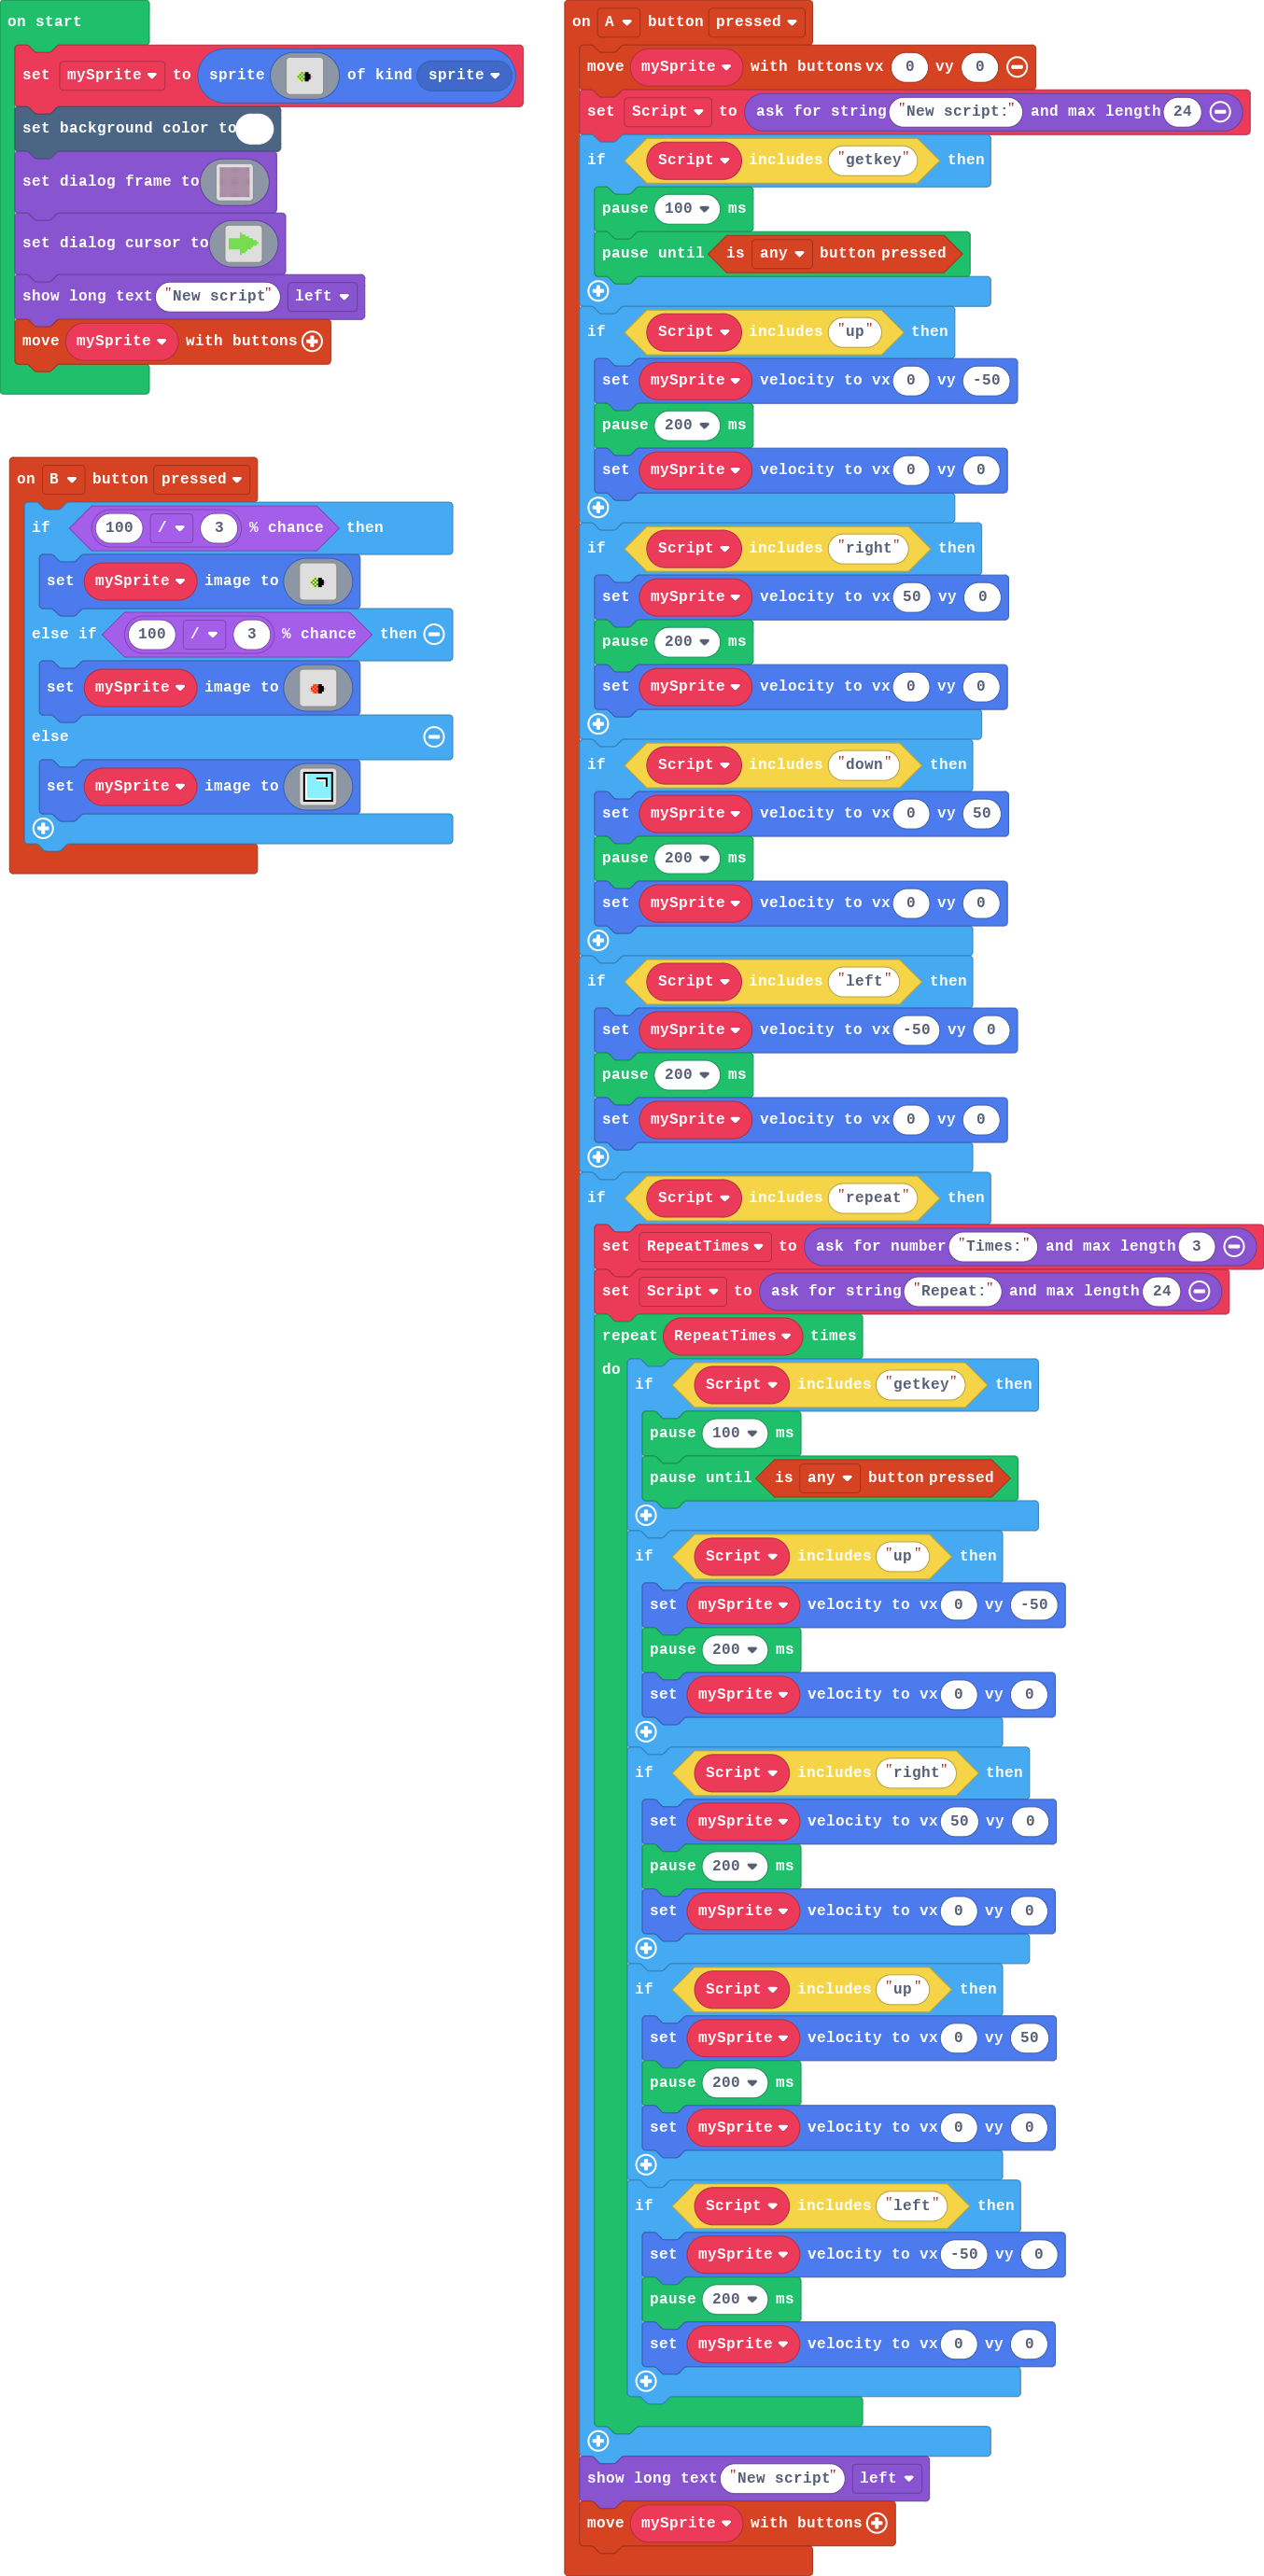 on start
set mySprite to sprite of kind sprite
set background color to
set dialog frame to
set dialog cursor to
show long text "New script" left
move mySprite with buttons
on B button pressed
if 100 / 3 % chance then
set mySprite image to
else if 100 / 3 % chance then
set mySprite image to
else
set mySprite image to
on A button pressed
move mySprite with buttons vx 0 vy 0
set Script to ask for string "New script:" and max length 24
if Script includes "getkey" then
pause 100 ms
pause until is any button pressed
if Script includes "up" then
set mySprite velocity to vx 0 vy -50
pause 200 ms
set mySprite velocity to vx 0 vy 0
if Script includes "right" then
set mySprite velocity to vx 50 vy 0
pause 200 ms
set mySprite velocity to vx 0 vy 0
if Script includes "down" then
set mySprite velocity to vx 0 vy 50
pause 200 ms
set mySprite velocity to vx 0 vy 0
if Script includes "left" then
set mySprite velocity to vx -50 vy 0
pause 200 ms
set mySprite velocity to vx 0 vy 0
if Script includes "repeat" then
set RepeatTimes to ask for number "Times:" and max length 3
set Script to ask for string "Repeat:" and max length 24
repeat RepeatTimes times
do if Script includes "getkey" then
pause 100 ms
pause until is any button pressed
if Script includes "up" then
set mySprite velocity to vx 0 vy -50
pause 200 ms
set mySprite velocity to vx 0 vy 0
if Script includes "right" then
set mySprite velocity to vx 50 vy 0
pause 200 ms
set mySprite velocity to vx 0 vy 0
if Script includes "up" then
set mySprite velocity to vx 0 vy 50
pause 200 ms
set mySprite velocity to vx 0 vy 0
if Script includes "left" then
set mySprite velocity to vx -50 vy 0
pause 200 ms
set mySprite velocity to vx 0 vy 0
show long text "New script" left
move mySprite with buttons